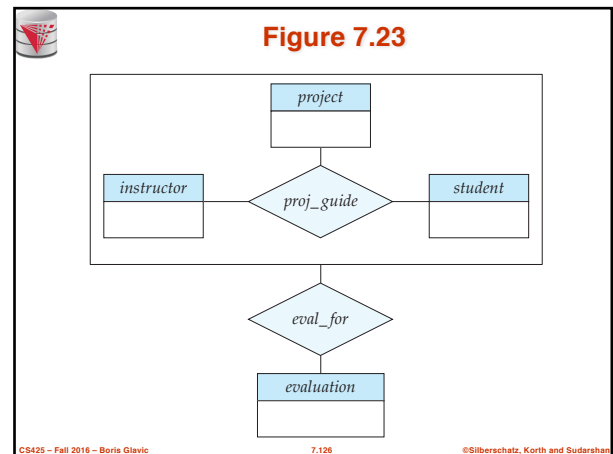 Figure 7.23
project
instructor
proj_guide
student
eval_for
evaluation
CS425 – Fall 2016 – Boris Glavic
7.126
©Silberschatz, Korth and Sudarshan